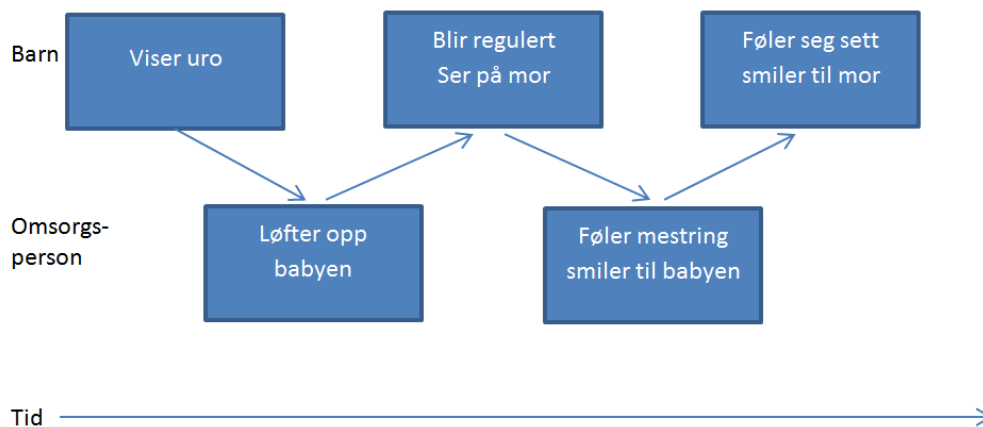 Barn
Viser uro
Blir regulert
Ser på mor
Føler seg sett
smiler til mor
Omsorgs-
person
Løfter opp
babyen
Føler mestring
smiler til babyen
Tid